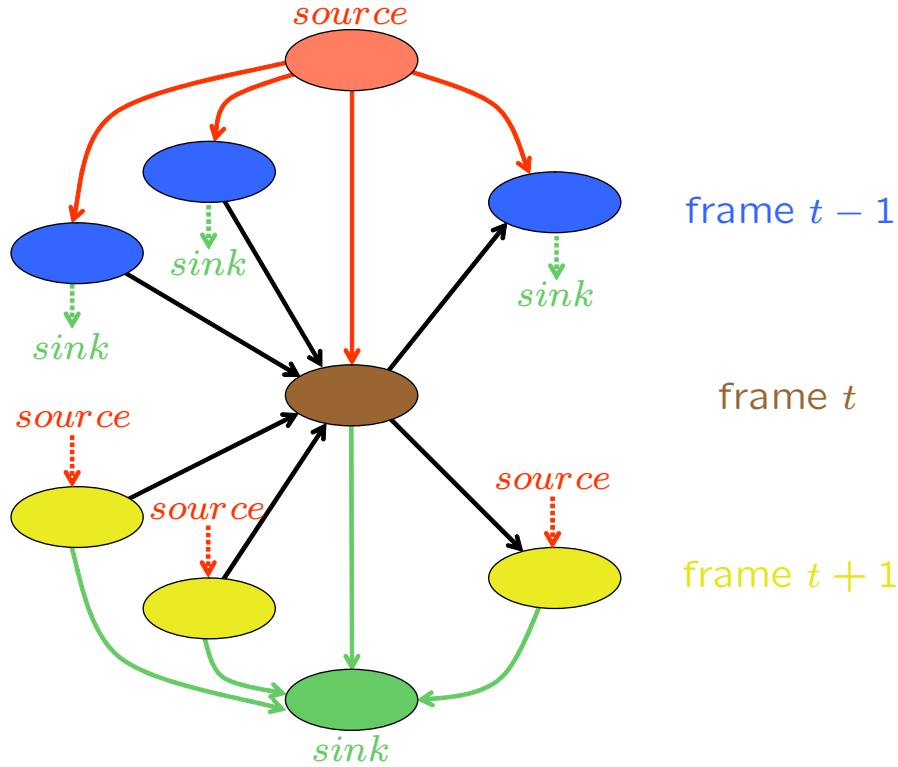 source
frame t − 1
sink
sink
sink
frame t
source
source
source
frame t + 1
sink